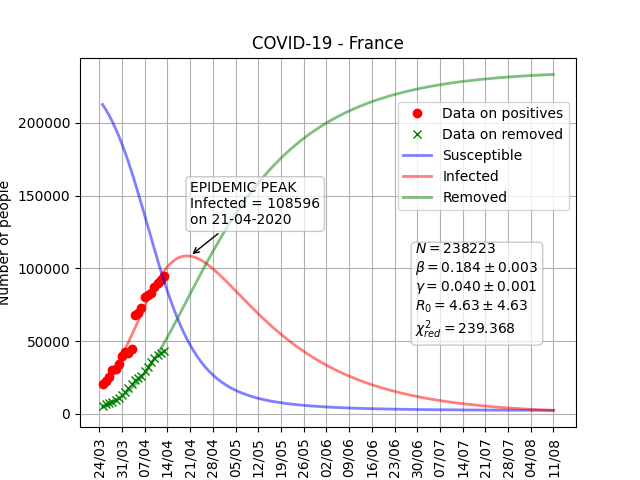 COVID-19 - France
Number of people
200000
150000
100000
50000
0
EPIDEMIC PEAK
Infected = 108596
on 21-04-2020
Data on positives
Data on removed
Susceptible
Infected
Removed
N = 238223
β = 0.184 ± 0.003
γ = 0.040 ± 0.001
R₀ = 4.63 ± 4.63
χ²red = 239.368
24/03
31/03
07/04
14/04
21/04
28/04
05/05
12/05
19/05
26/05
02/06
09/06
16/06
23/06
30/06
07/07
14/07
21/07
28/07
04/08
11/08